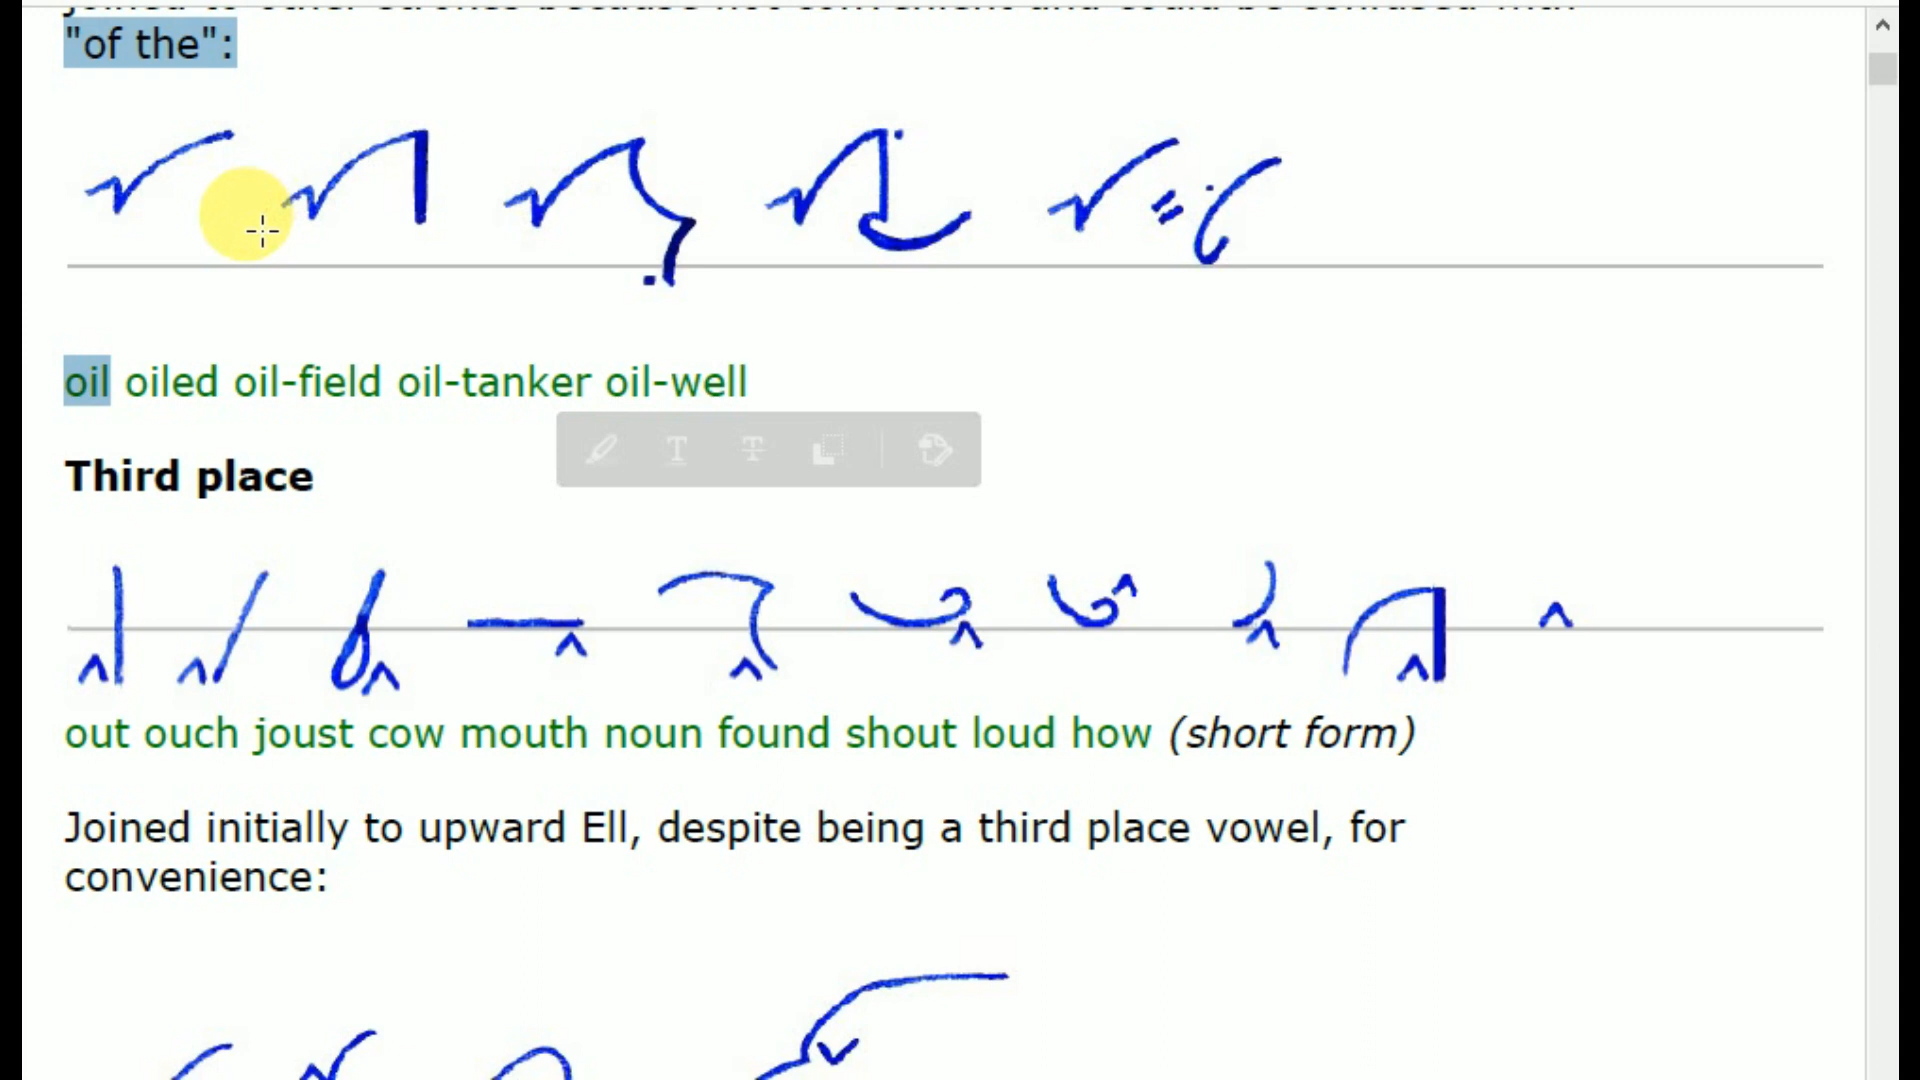 "of the":
oil oiled oil-field oil-tanker oil-well
Third place
out ouch joust cow mouth noun found shout loud how (short form)
Joined initially to upward Ell, despite being a third place vowel, for
convenience: